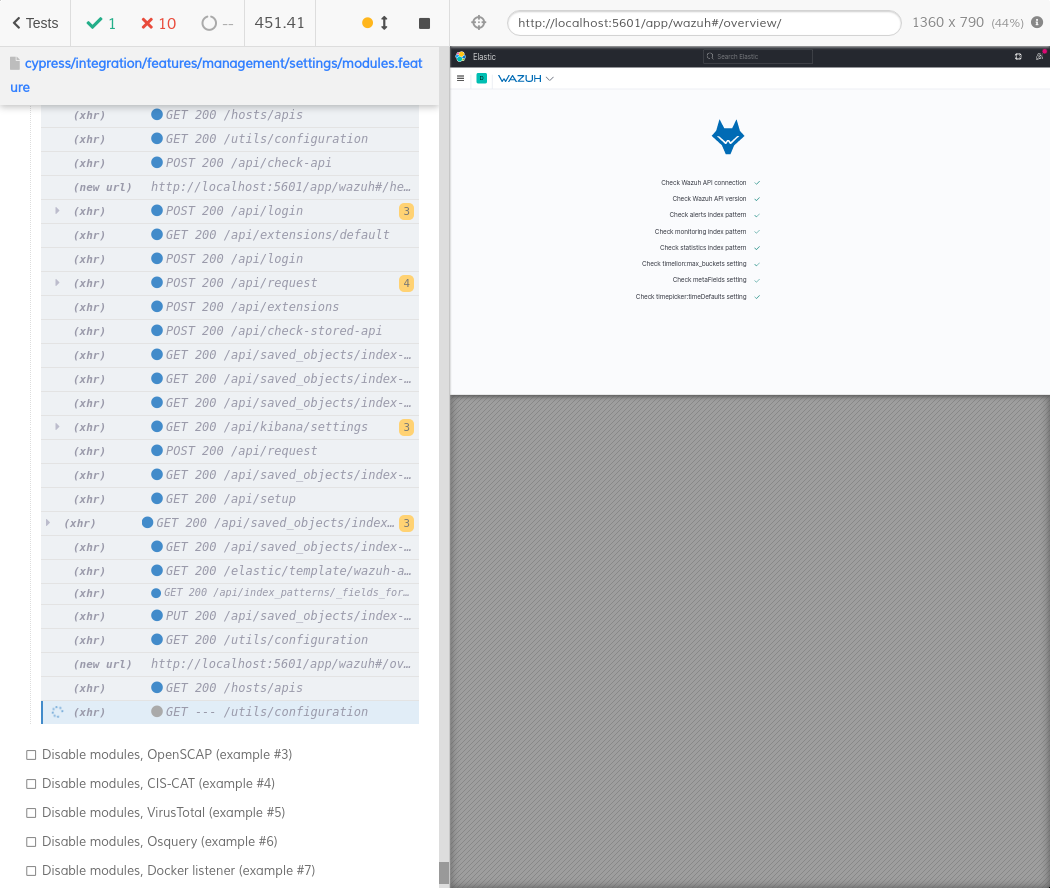 Tests
1
10
--
451.41
http://localhost:5601/app/wazuh#/overview/
1360 x 790 (44%)
cypress/integration/features/management/settings/modules.feat
ure
(xhr) GET 200 /hosts/apis
(xhr) GET 200 /utils/configuration
(xhr) POST 200 /api/check-api
(new url) http://localhost:5601/app/wazuh#/he…
(xhr) POST 200 /api/login 3
(xhr) GET 200 /api/extensions/default
(xhr) POST 200 /api/login
(xhr) POST 200 /api/request 4
(xhr) POST 200 /api/extensions
(xhr) POST 200 /api/check-stored-api
(xhr) GET 200 /api/saved_objects/index-…
(xhr) GET 200 /api/saved_objects/index-…
(xhr) GET 200 /api/saved_objects/index-…
(xhr) GET 200 /api/kibana/settings 3
(xhr) POST 200 /api/request
(xhr) GET 200 /api/saved_objects/index-…
(xhr) GET 200 /api/setup
(xhr) GET 200 /api/saved_objects/index… 3
(xhr) GET 200 /api/saved_objects/index-…
(xhr) GET 200 /elastic/template/wazuh-a…
(xhr) GET 200 /api/index_patterns/_fields_for…
(xhr) PUT 200 /api/saved_objects/index-…
(xhr) GET 200 /utils/configuration
(new url) http://localhost:5601/app/wazuh#/ov…
(xhr) GET 200 /hosts/apis
(xhr) GET --- /utils/configuration
Disable modules, OpenSCAP (example #3)
Disable modules, CIS-CAT (example #4)
Disable modules, VirusTotal (example #5)
Disable modules, Osquery (example #6)
Disable modules, Docker listener (example #7)
Elastic
Search Elastic
D
WAZUH
Check Wazuh API connection
Check Wazuh API version
Check alerts index pattern
Check monitoring index pattern
Check statistics index pattern
Check timelion:max_buckets setting
Check metaFields setting
Check timepicker:timeDefaults setting